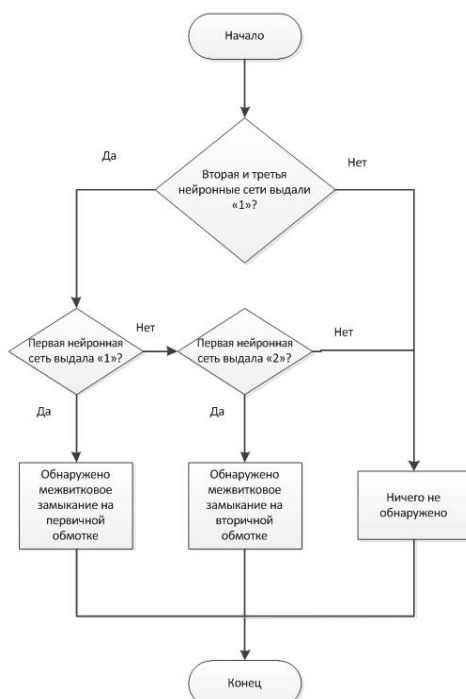 Начало
Да
Нет
Вторая и третья
нейронные сети выдали
«1»?
Первая нейронная
сеть выдала «1»?
Нет
Первая нейронная
сеть выдала «2»?
Нет
Да
Да
Обнаружено
межвитковое
замыкание на
первичной
обмотке
Обнаружено
межвитковое
замыкание на
вторичной
обмотке
Ничего не
обнаружено
Конец